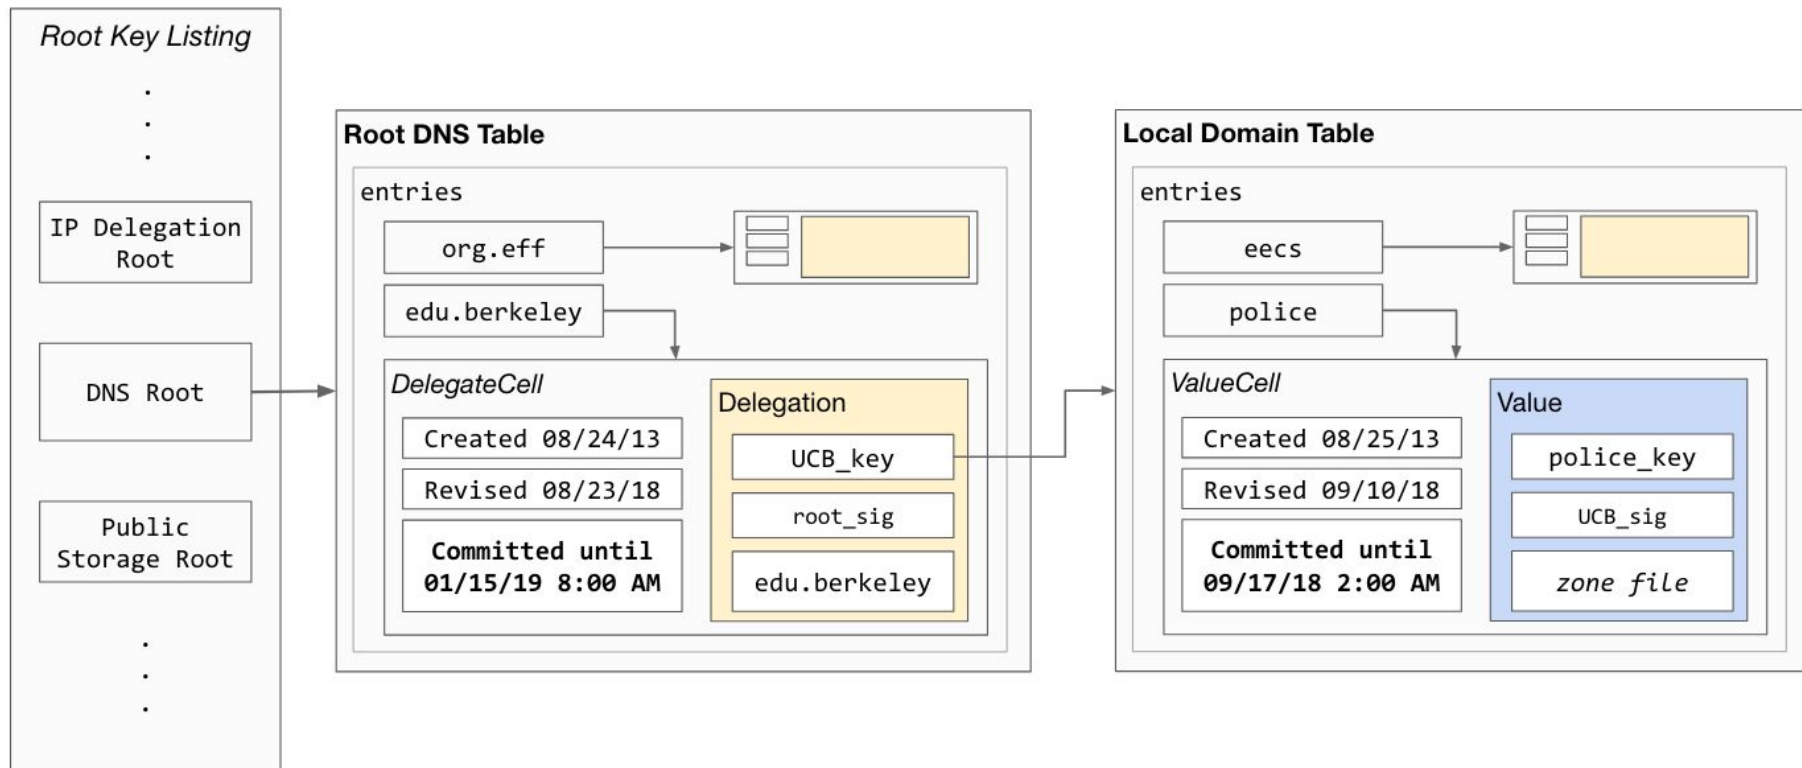 Root Key Listing
.
.
.
IP Delegation
Root
DNS Root
Public
Storage Root
.
.
.
Root DNS Table
entries
org.eff
edu.berkeley
DelegateCell
Created 08/24/13
Revised 08/23/18
Committed until
01/15/19 8:00 AM
Delegation
UCB_key
root_sig
edu.berkeley
Local Domain Table
entries
eecs
police
ValueCell
Created 08/25/13
Revised 09/10/18
Committed until
09/17/18 2:00 AM
Value
police_key
UCB_sig
zone file